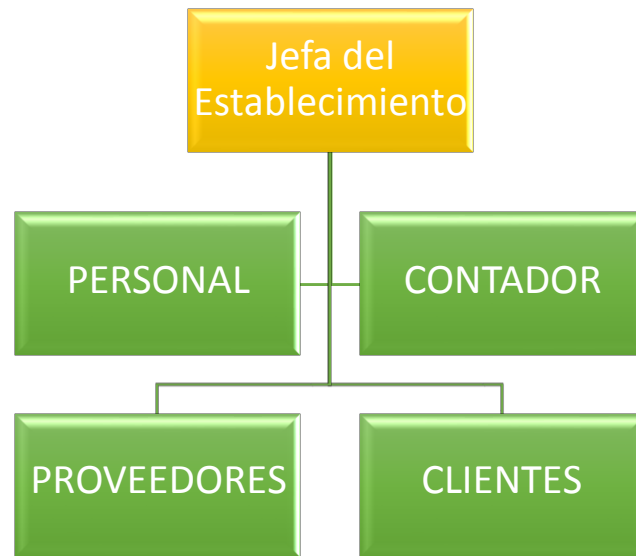 Jefa del
Establecimiento
PERSONAL
CONTADOR
PROVEEDORES
CLIENTES